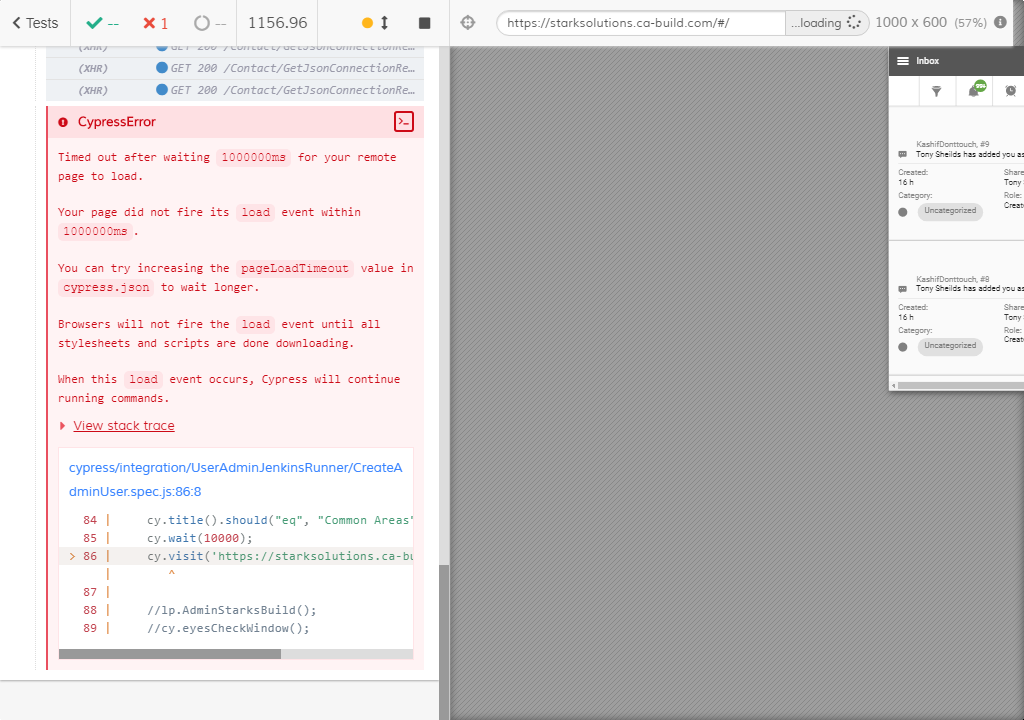 Tests
--
1
--
1156.96
https://starksolutions.ca-build.com/#/
...loading
1000 x 600 (57%)
(XHR) GET 200 /Contact/GetJsonConnectionRe...
(XHR) GET 200 /Contact/GetJsonConnectionRe...
(XHR) GET 200 /Contact/GetJsonConnectionRe...
CypressError
Timed out after waiting 1000000ms for your remote
page to load.
Your page did not fire its load event within
1000000ms.
You can try increasing the pageLoadTimeout value in
cypress.json to wait longer.
Browsers will not fire the load event until all
stylesheets and scripts are done downloading.
When this load event occurs, Cypress will continue
running commands.
View stack trace
cypress/integration/UserAdminJenkinsRunner/CreateA
dminUser.spec.js:86:8
84 | cy.title().should("eq", "Common Areas"
85 | cy.wait(10000);
> 86 | cy.visit('https://starksolutions.ca-bu
| ^
87 |
88 | //lp.AdminStarksBuild();
89 | //cy.eyesCheckWindow();
Inbox
KashifDonttouch, #9
Tony Sheilds has added you as
Created:
Share
16 h
Tony
Category:
Role:
Uncategorized
Creat
KashifDonttouch, #8
Tony Sheilds has added you as
Created:
Share
16 h
Tony
Category:
Role:
Uncategorized
Creat